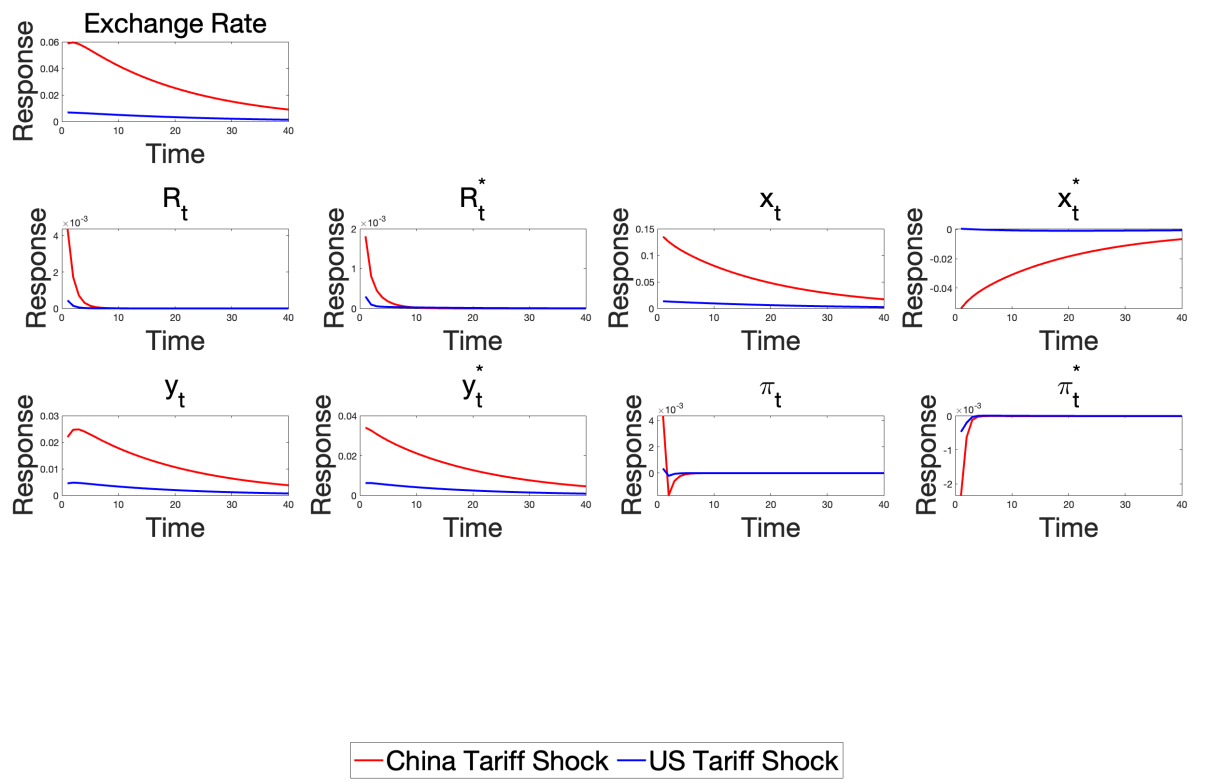 Exchange Rate
Response
0.06
0.04
0.02
0
0 10 20 30 40
Time
R_t
Response
×10^-3
4
2
0
0 10 20 30 40
Time
R_t^*
Response
×10^-3
2
1
0
0 10 20 30 40
Time
x_t
Response
0.15
0.1
0.05
0
0 10 20 30 40
Time
x_t^*
Response
0
-0.02
-0.04
0 10 20 30 40
Time
y_t
Response
0.03
0.02
0.01
0
0 10 20 30 40
Time
y_t^*
Response
0.04
0.02
0
0 10 20 30 40
Time
π_t
Response
×10^-3
4
2
0
0 10 20 30 40
Time
π_t^*
Response
×10^-3
0
-1
-2
0 10 20 30 40
Time
China Tariff Shock US Tariff Shock